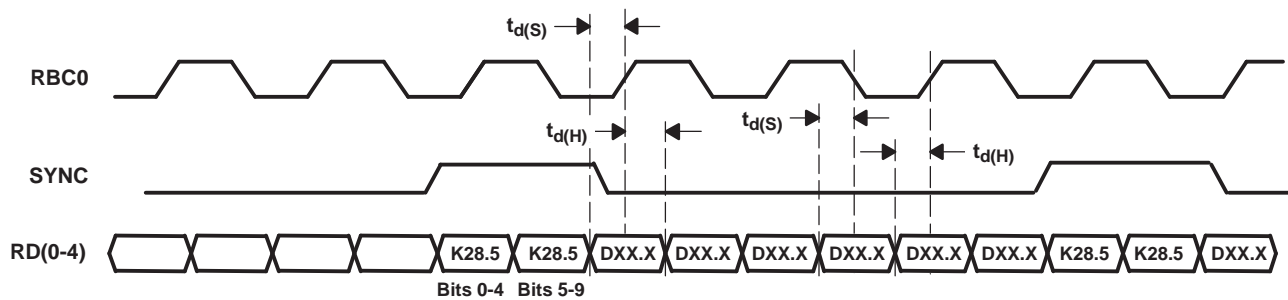 td(S)
RBC0
td(H)
td(S)
td(H)
SYNC
RD(0-4)
K28.5 K28.5 DXX.X DXX.X DXX.X DXX.X DXX.X DXX.X K28.5 K28.5 DXX.X
Bits 0-4 Bits 5-9